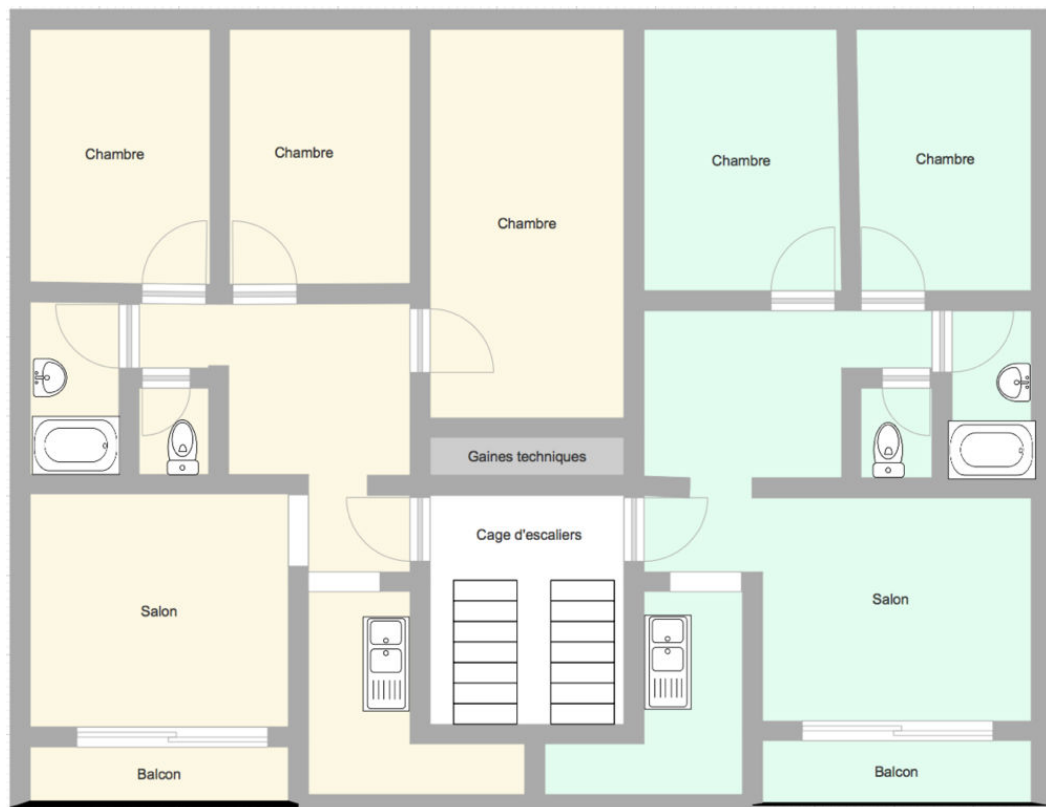 Chambre
Chambre
Chambre
Chambre
Chambre
Gaines techniques
Cage d'escaliers
Salon
Salon
Balcon
Balcon